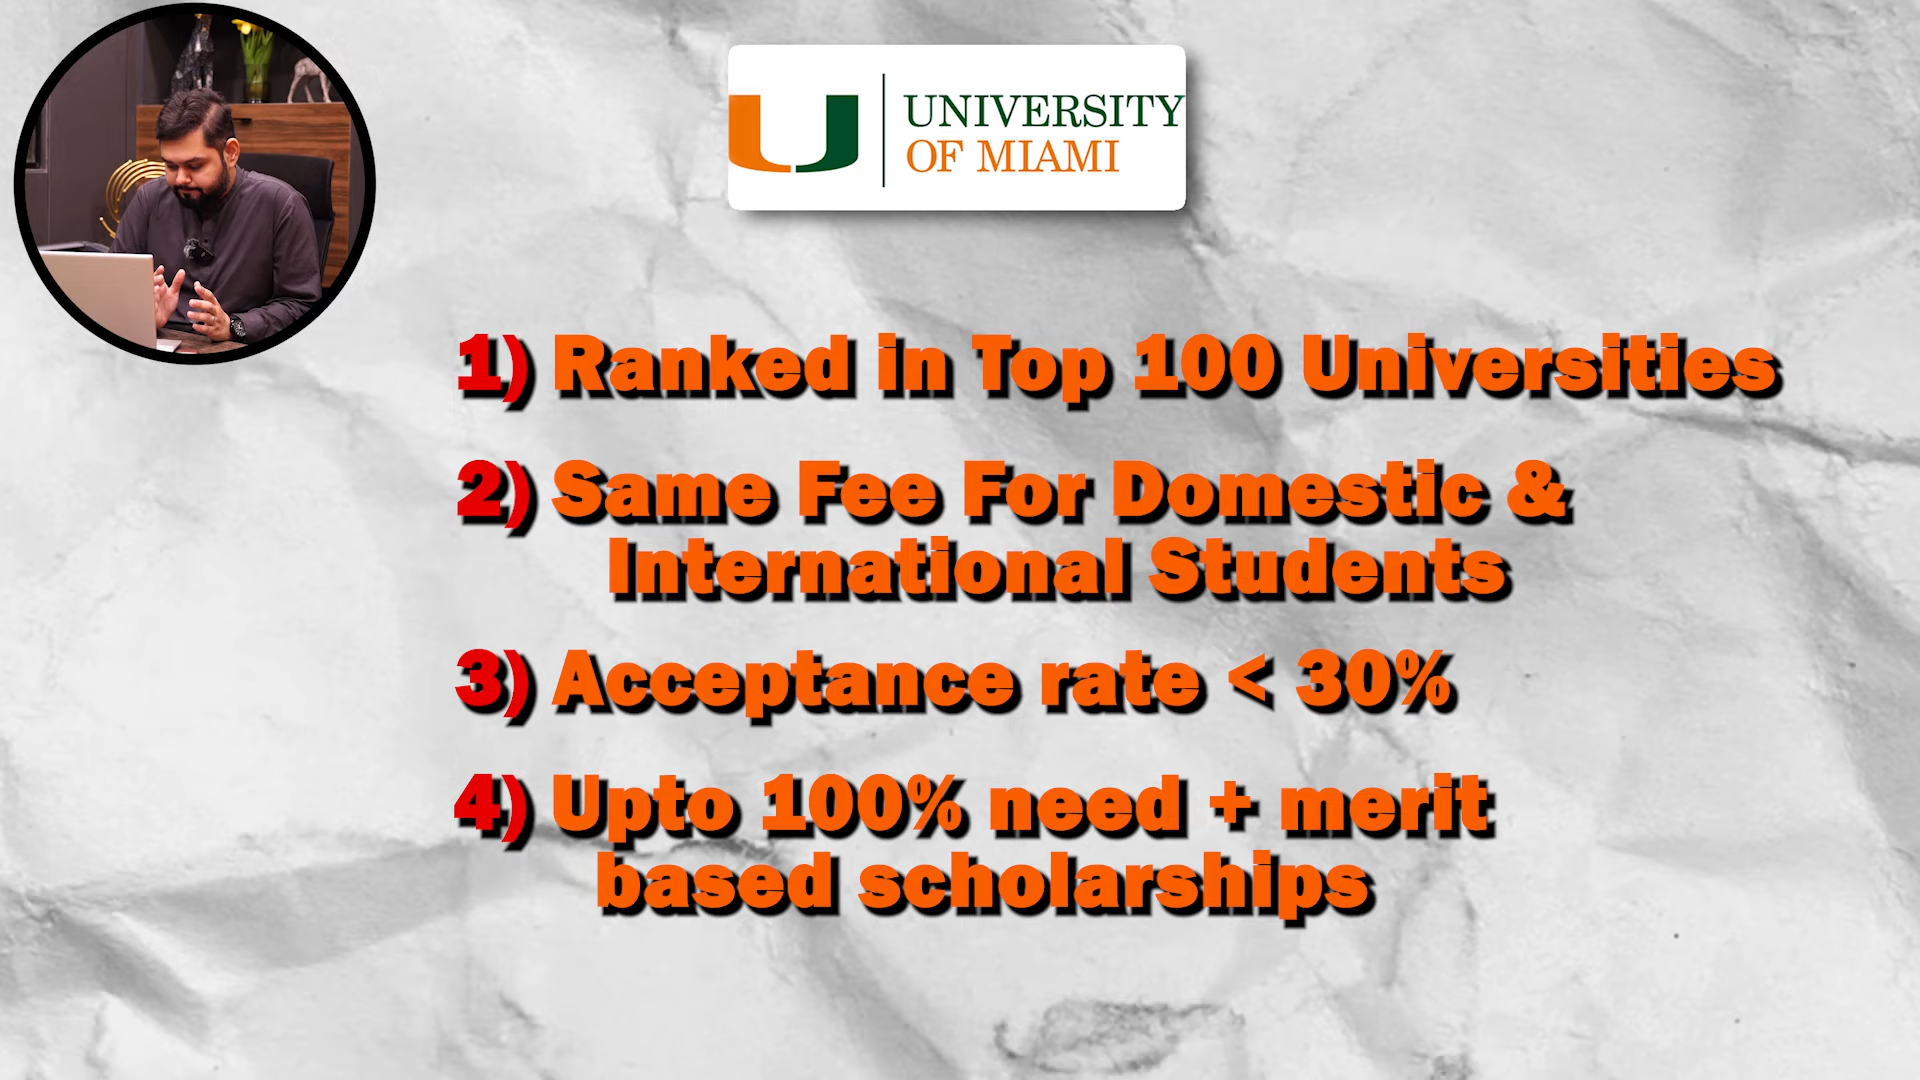 UNIVERSITY
OF MIAMI
1) Ranked in Top 100 Universities
2) Same Fee For Domestic &
International Students
3) Acceptance rate < 30%
4) Upto 100% need + merit
based scholarships